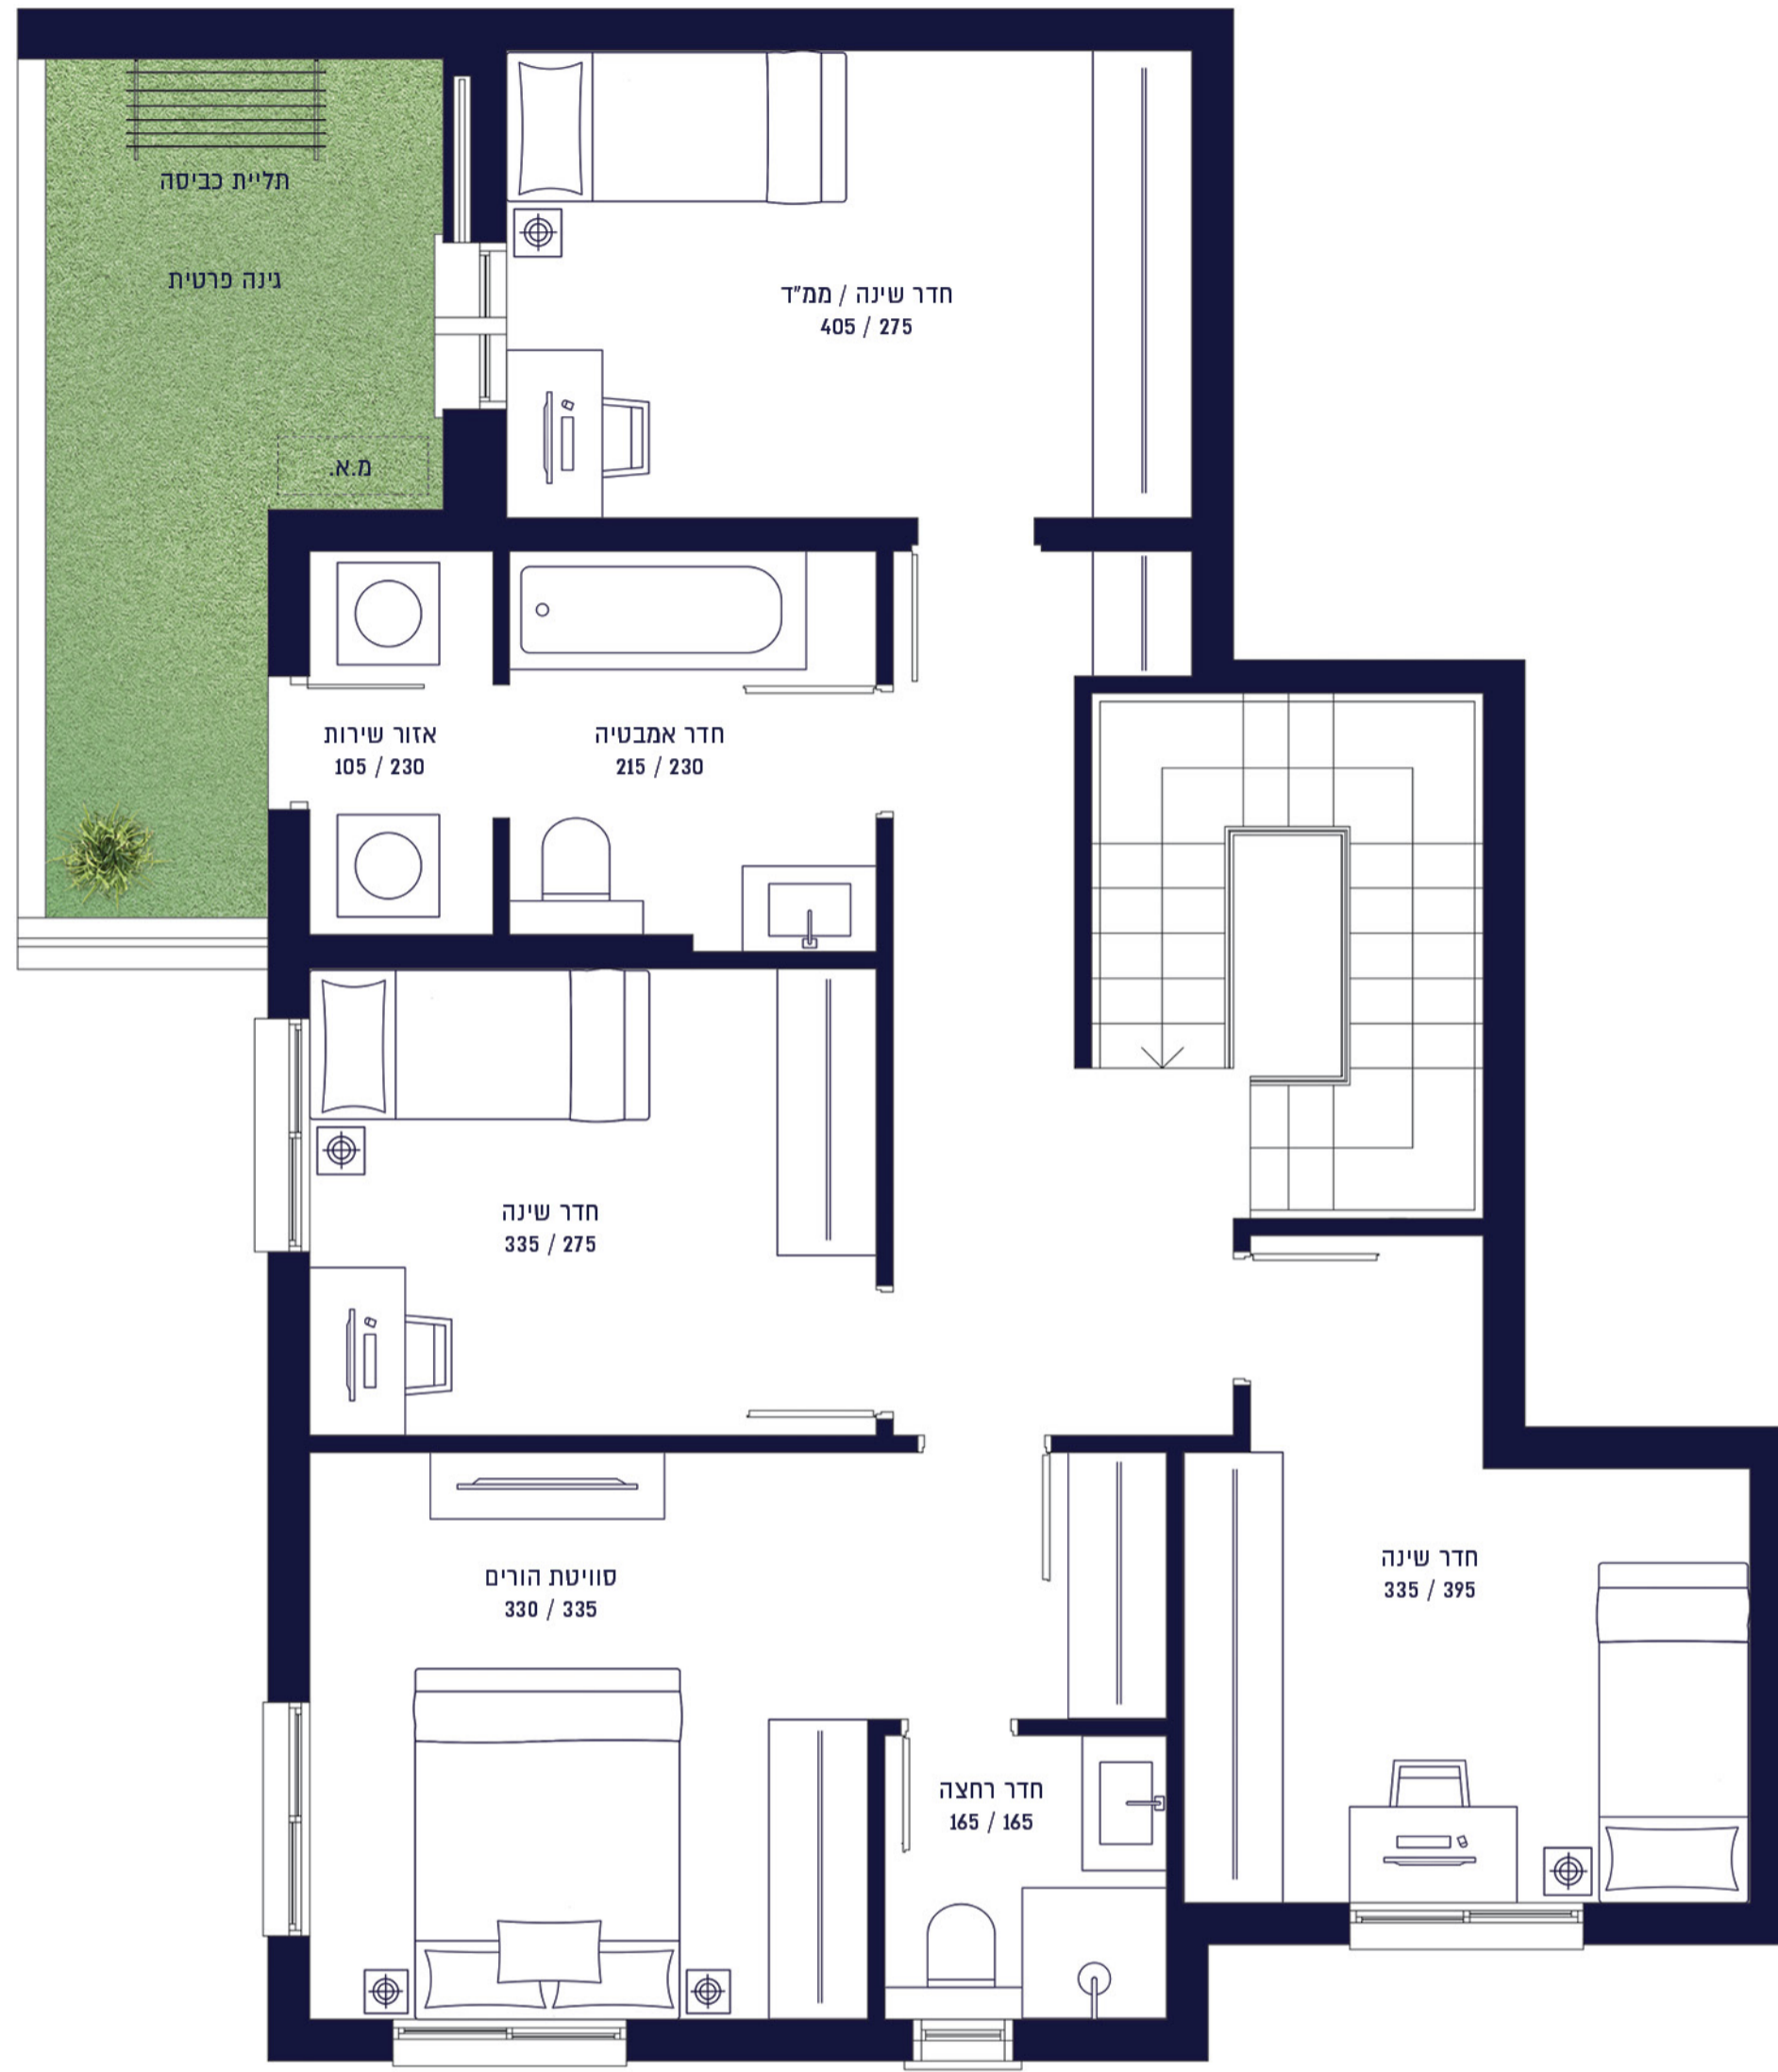 תליית כביסה
גינה פרטית
מ.א.
חדר שינה / ממ"ד
405 / 275
אזור שירות
105 / 230
חדר אמבטיה
215 / 230
חדר שינה
335 / 275
סוויטת הורים
330 / 335
חדר שינה
335 / 395
חדר רחצה
165 / 165